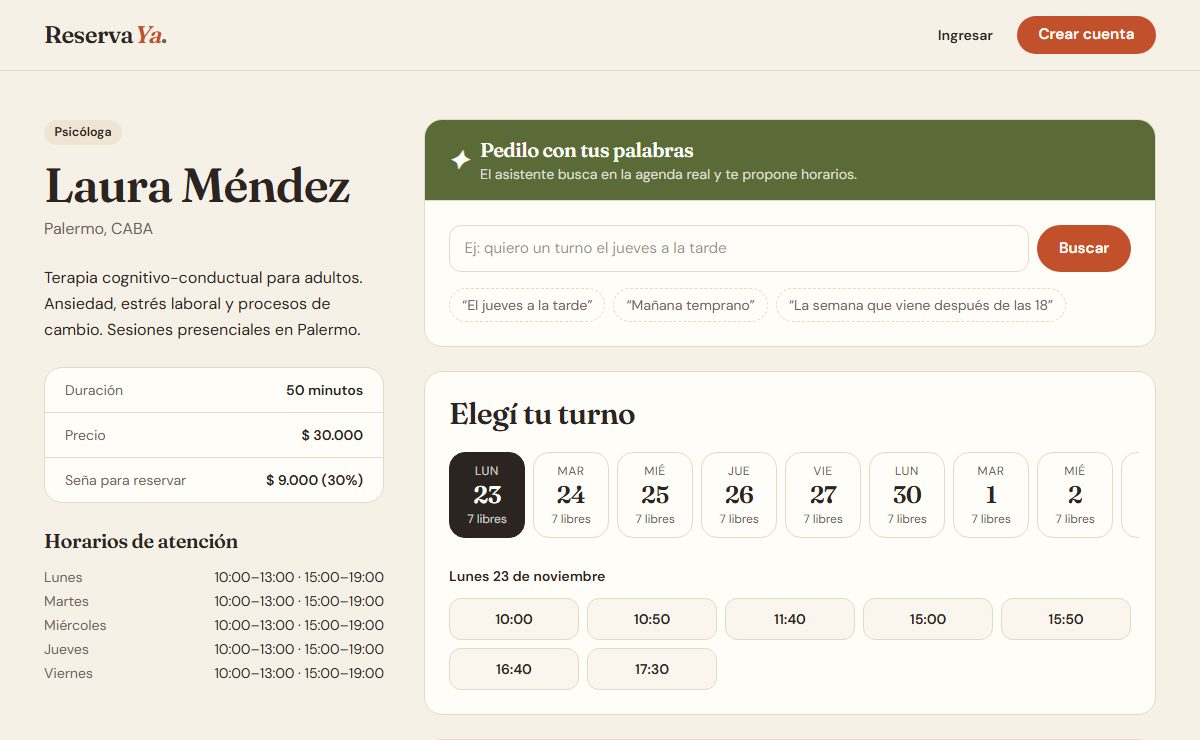 ReservaYa.
Ingresar
Crear cuenta
Psicóloga
Laura Méndez
Palermo, CABA
Terapia cognitivo-conductual para adultos.
Ansiedad, estrés laboral y procesos de
cambio. Sesiones presenciales en Palermo.
Duración 50 minutos
Precio $ 30.000
Seña para reservar $ 9.000 (30%)
Horarios de atención
Lunes 10:00–13:00 · 15:00–19:00
Martes 10:00–13:00 · 15:00–19:00
Miércoles 10:00–13:00 · 15:00–19:00
Jueves 10:00–13:00 · 15:00–19:00
Viernes 10:00–13:00 · 15:00–19:00
Pedilo con tus palabras
El asistente busca en la agenda real y te propone horarios.
Ej: quiero un turno el jueves a la tarde
Buscar
“El jueves a la tarde” “Mañana temprano” “La semana que viene después de las 18”
Elegí tu turno
LUN MAR MIÉ JUE VIE LUN MAR MIÉ
23 24 25 26 27 30 1 2
7 libres 7 libres 7 libres 7 libres 7 libres 7 libres 7 libres 7 libres
Lunes 23 de noviembre
10:00 10:50 11:40 15:00 15:50
16:40 17:30